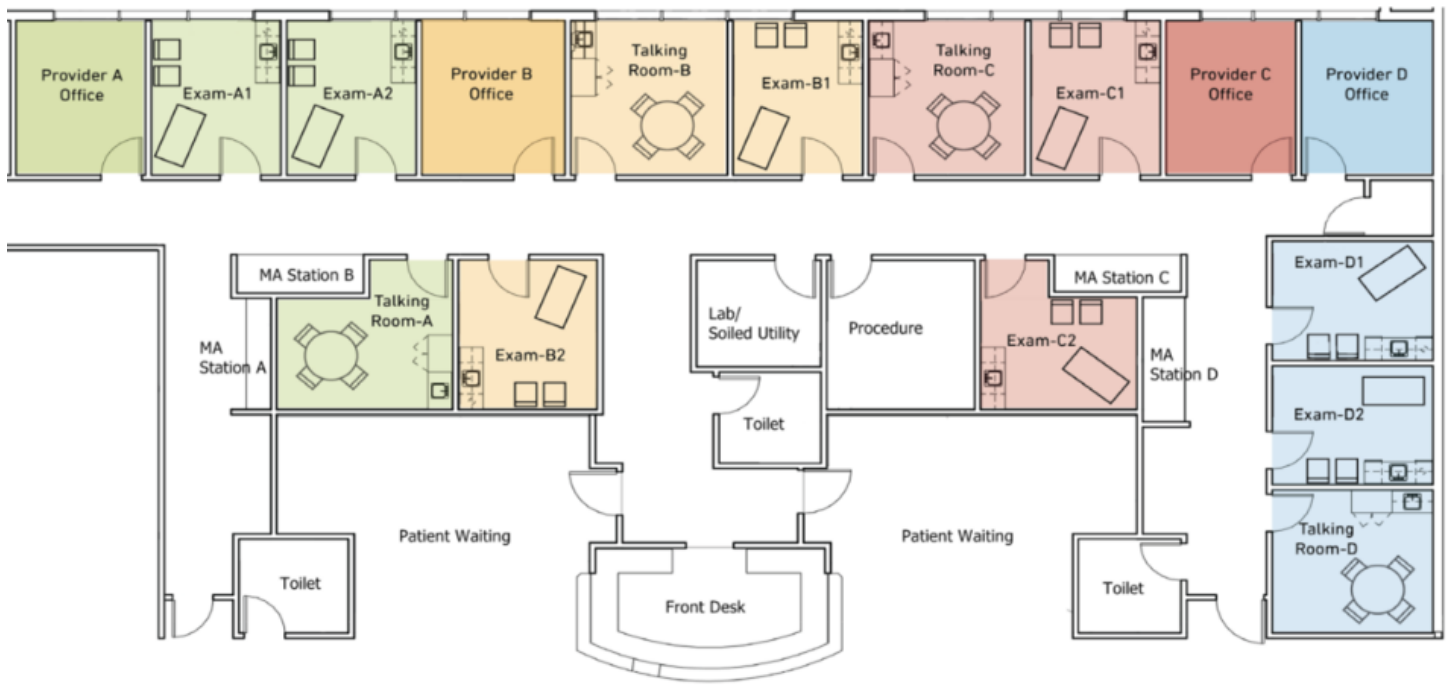 Provider A
Office
Exam-A1
Exam-A2
Provider B
Office
Talking
Room-B
Exam-B1
Talking
Room-C
Exam-C1
Provider C
Office
Provider D
Office
MA Station B
Talking
Room-A
MA
Station A
Exam-B2
Lab/
Soiled Utility
Procedure
Toilet
Exam-C2
MA Station C
MA
Station D
Exam-D1
Exam-D2
Talking
Room-D
Patient Waiting
Patient Waiting
Toilet
Front Desk
Toilet